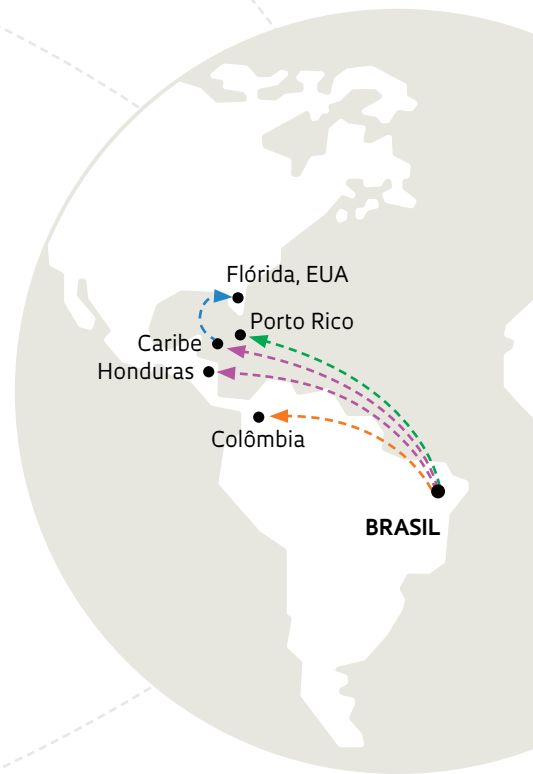 Flórida, EUA
Porto Rico
Caribe
Honduras
Colômbia
BRASIL